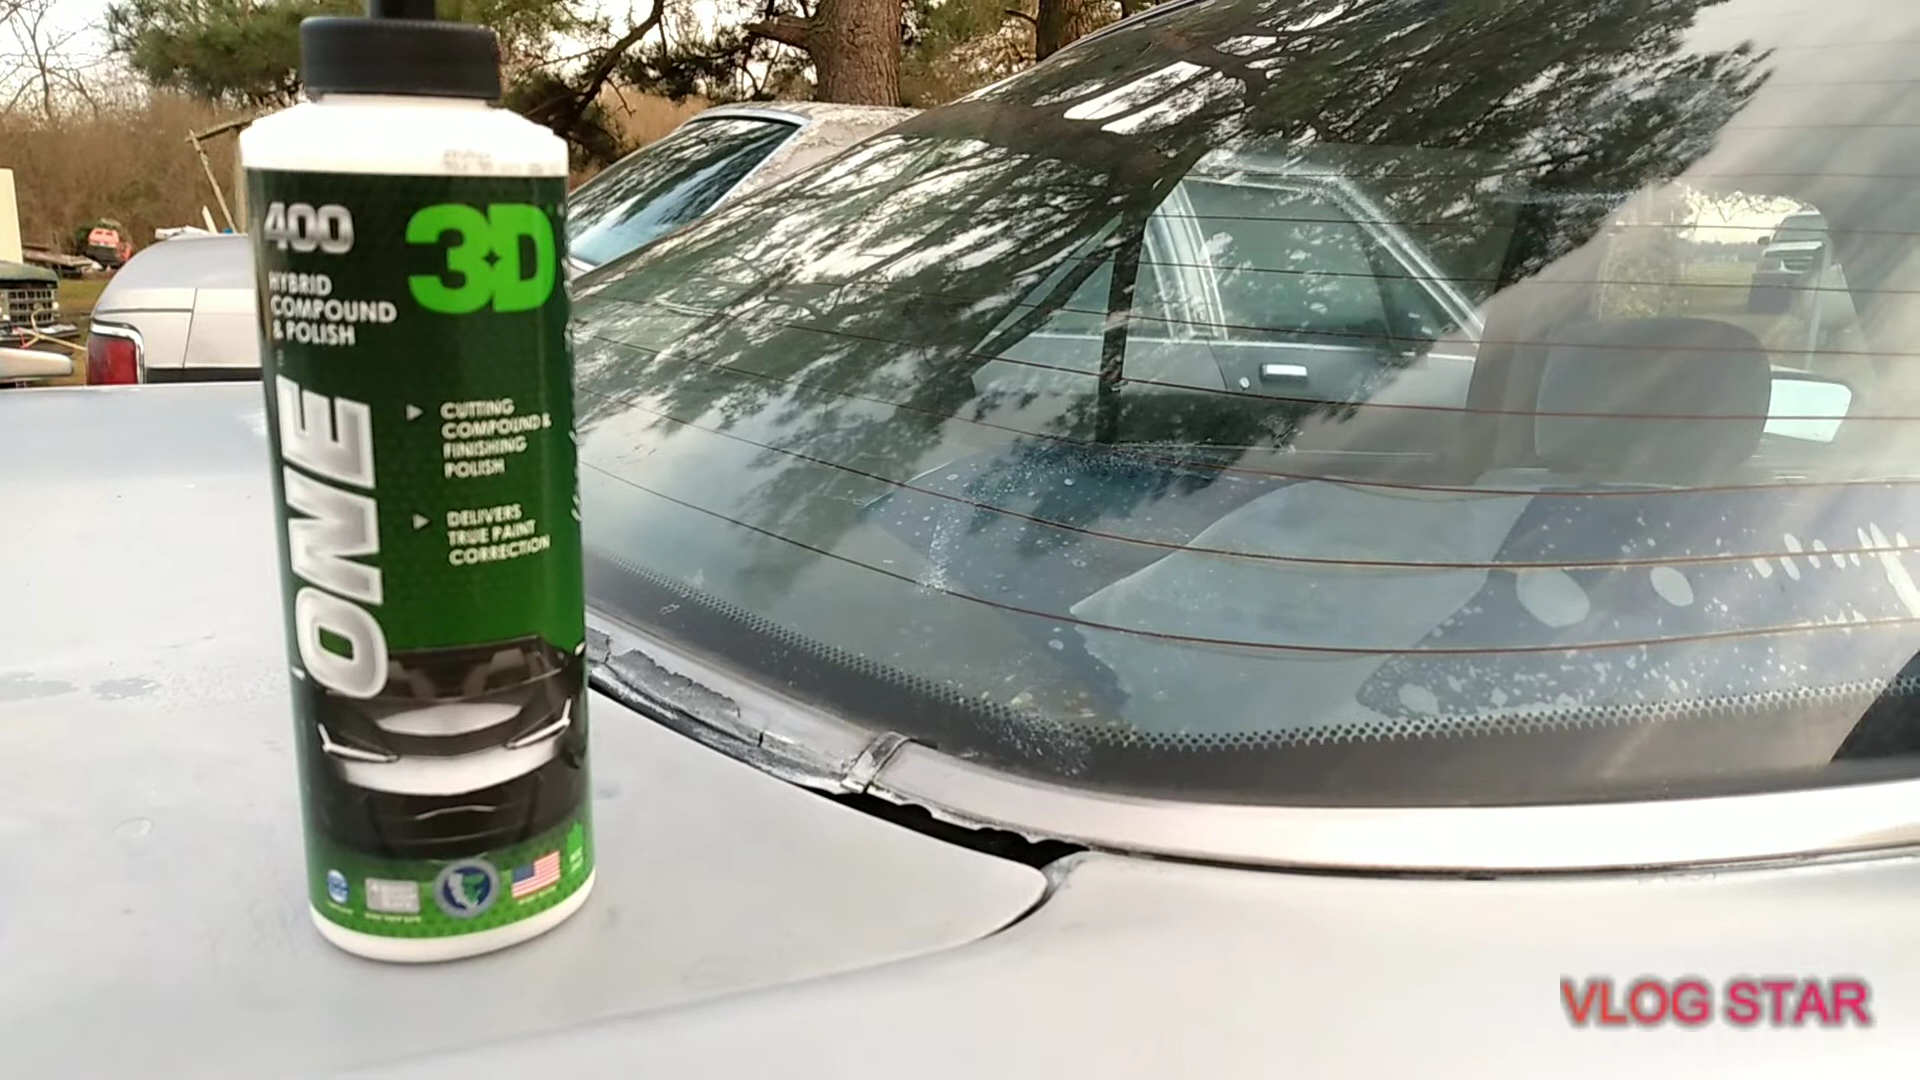 400
3D
HYBRID
COMPOUND
& POLISH
ONE
CUTTING
COMPOUND &
FINISHING
POLISH
DELIVERS
TRUE PAINT
CORRECTION
VLOG STAR